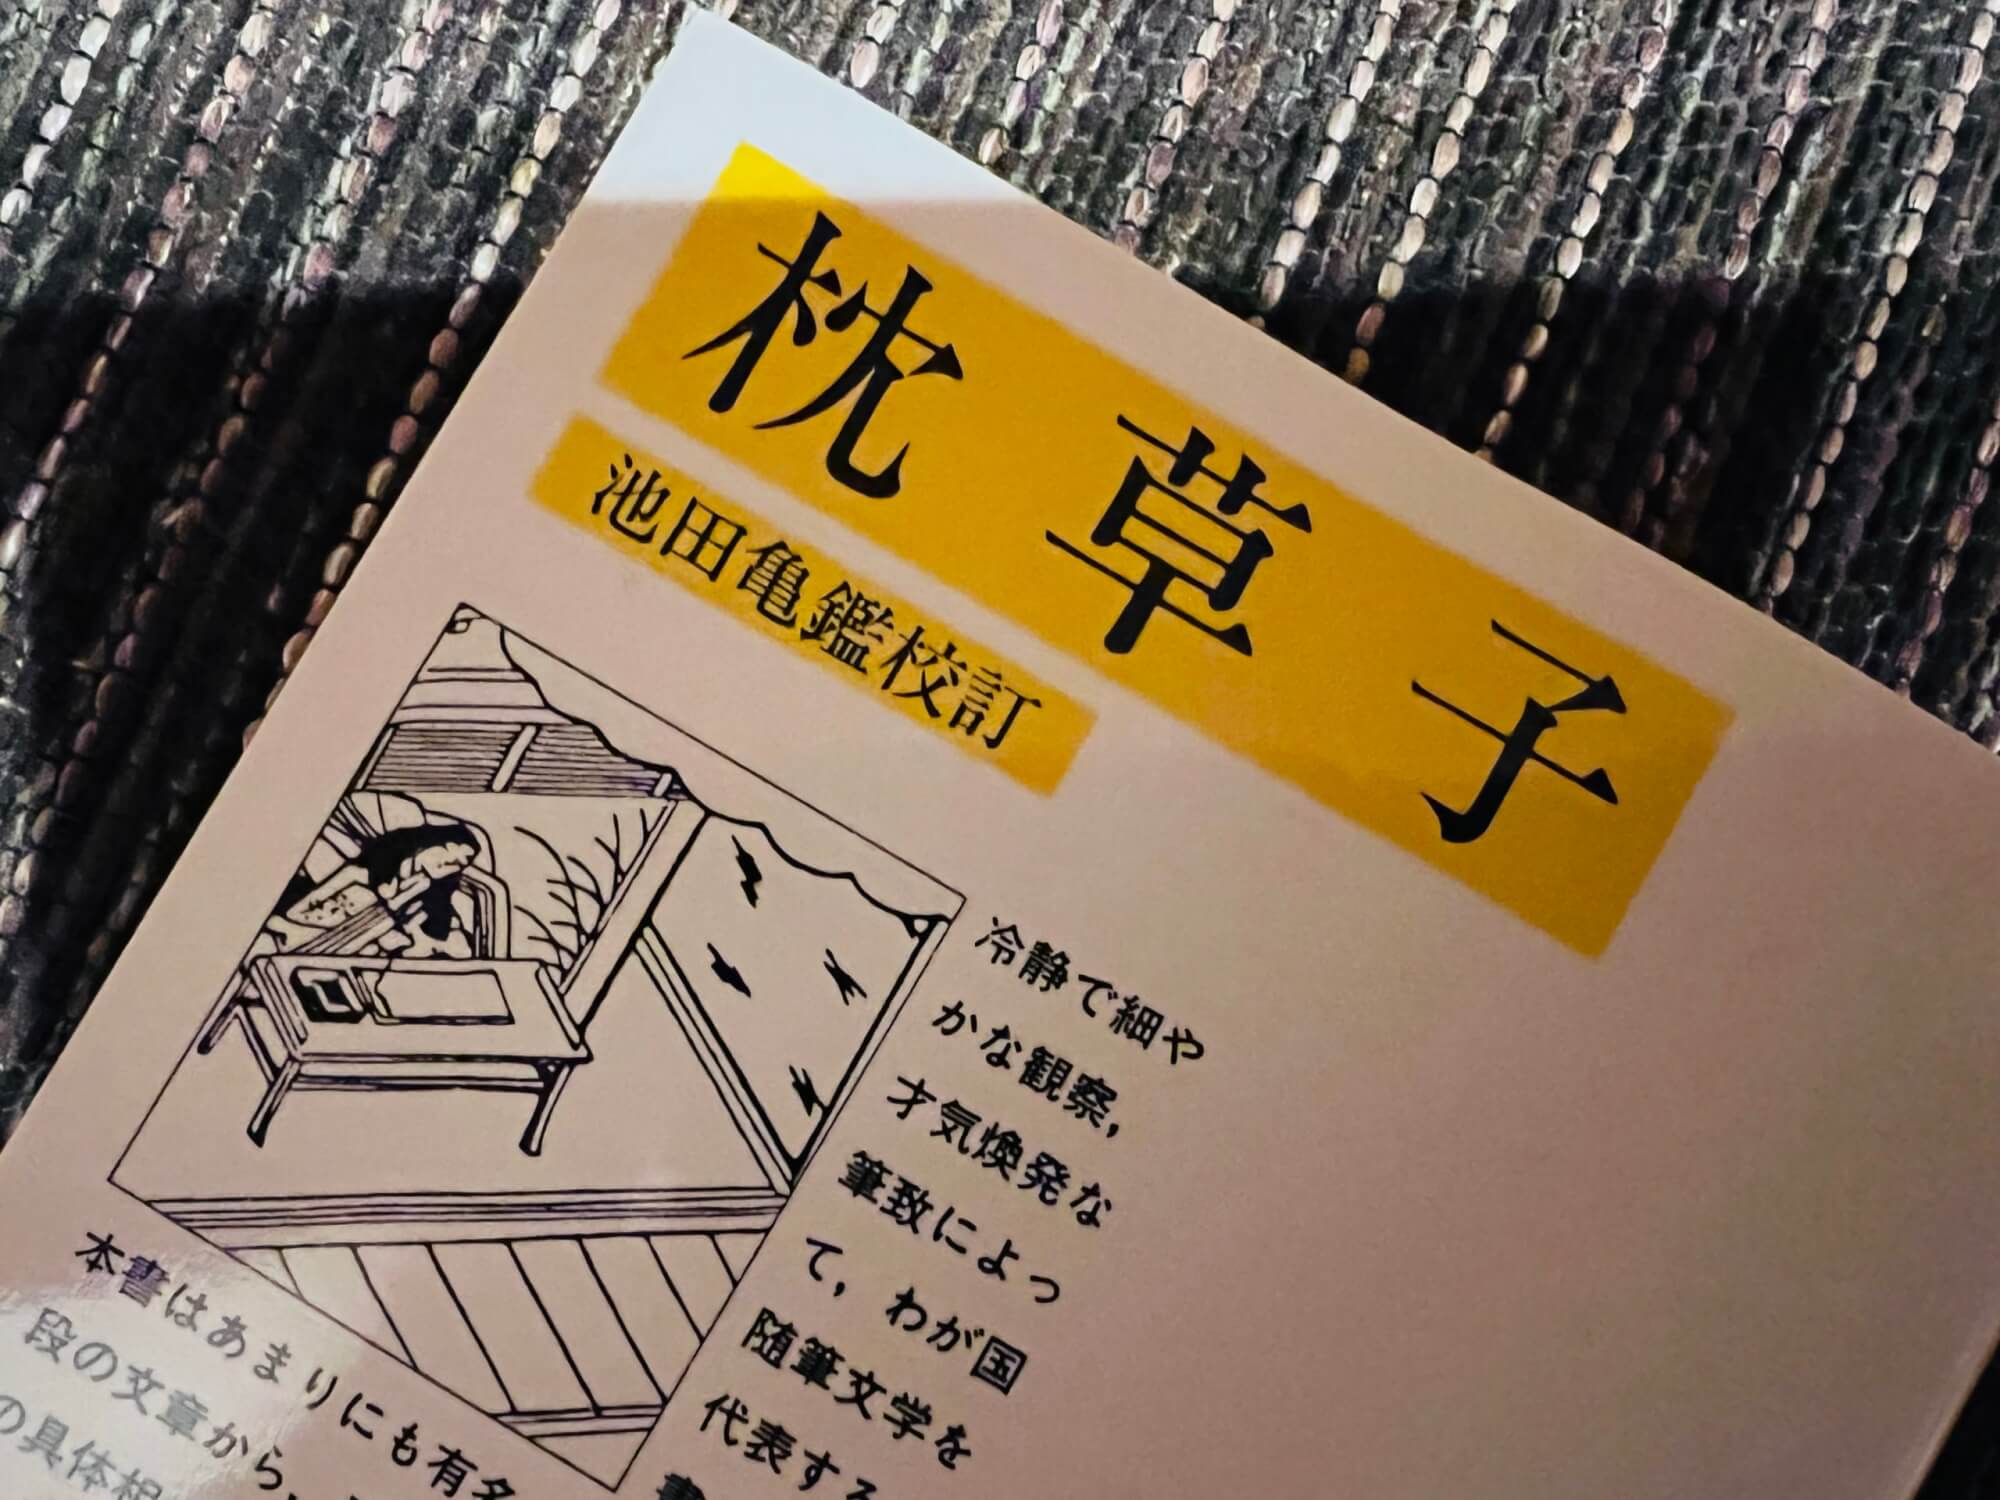 枕草子
池田亀鑑校訂
冷静で細や
かな観察，
才気煥発な
筆致によっ
て，わが国
随筆文学を
代表する
本書はあまりにも有名
段の文章から，
の具体相